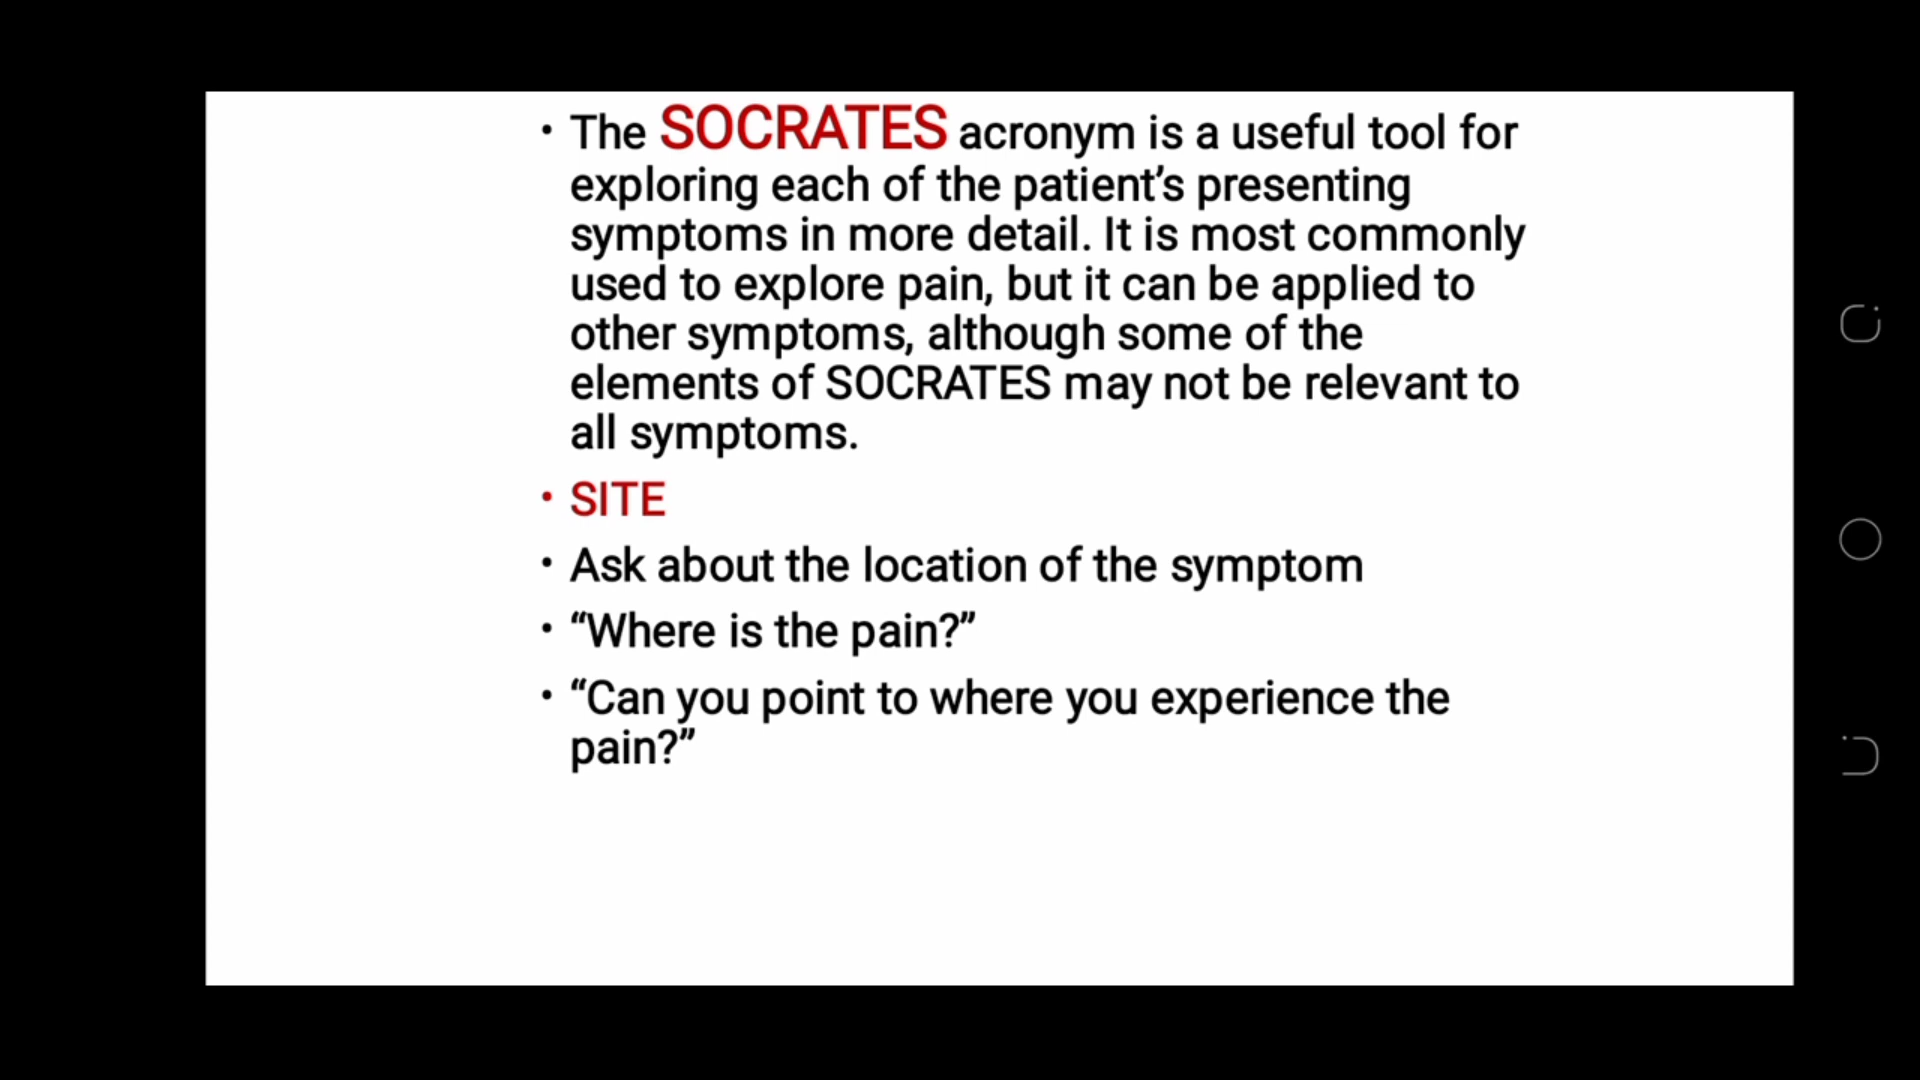 • The SOCRATES acronym is a useful tool for
exploring each of the patient’s presenting
symptoms in more detail. It is most commonly
used to explore pain, but it can be applied to
other symptoms, although some of the
elements of SOCRATES may not be relevant to
all symptoms.
• SITE
• Ask about the location of the symptom
• “Where is the pain?”
• “Can you point to where you experience the
pain?”